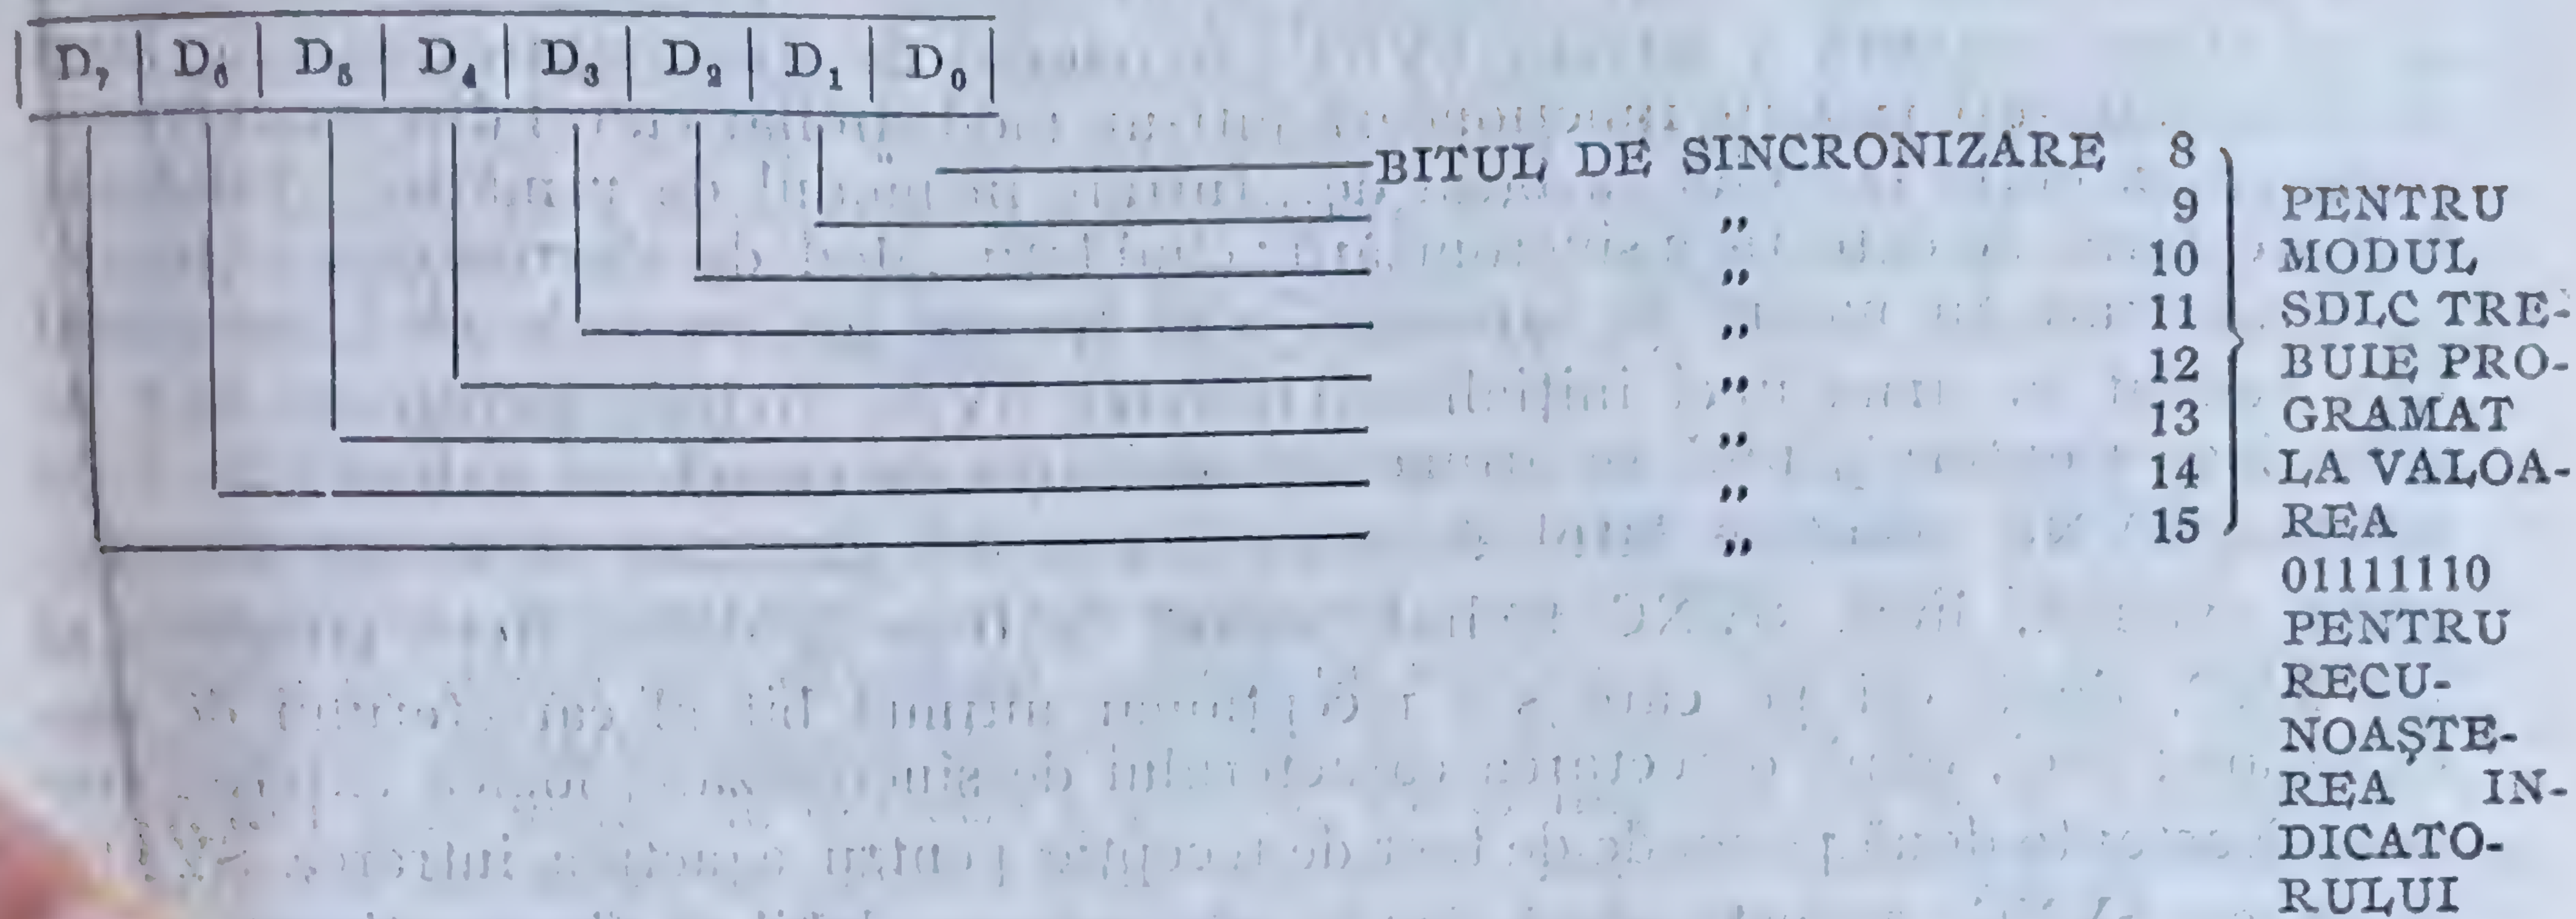 D₇ D₆ D₅ D₄ D₃ D₂ D₁ D₀
BITUL DE SINCRONIZARE 8
„ 9 PENTRU
„ 10 MODUL
„ 11 SDLC TRE-
„ 12 BUIE PRO-
„ 13 GRAMAT
„ 14 LA VALOA-
„ 15 REA
01111110
PENTRU
RECU-
NOAŞTE-
REA IN-
DICATO-
RULUI